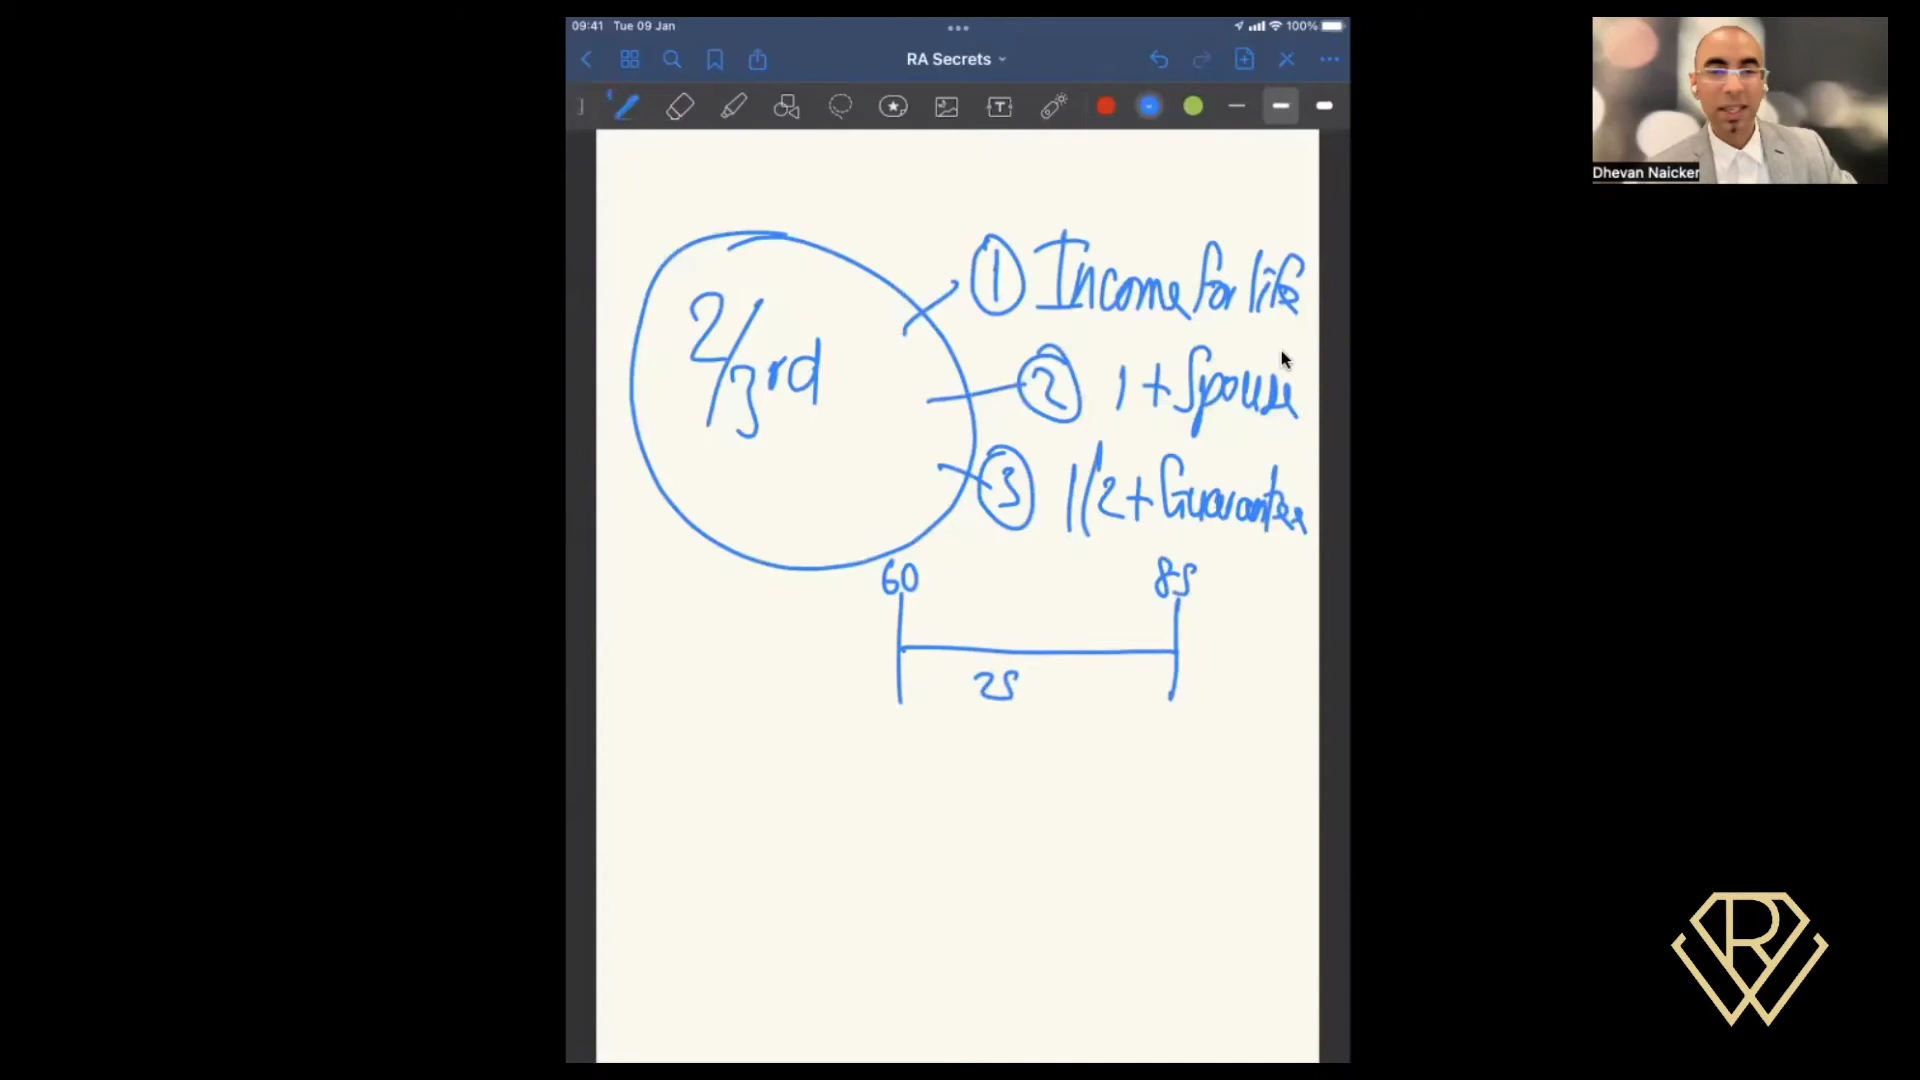 09:41 Tue 09 Jan
100%
RA Secrets
Dhevan Naicker
2/3rd
1 Income for life
2 1 + Spouse
3 1/2 + Guarantee
60 85
25
RW